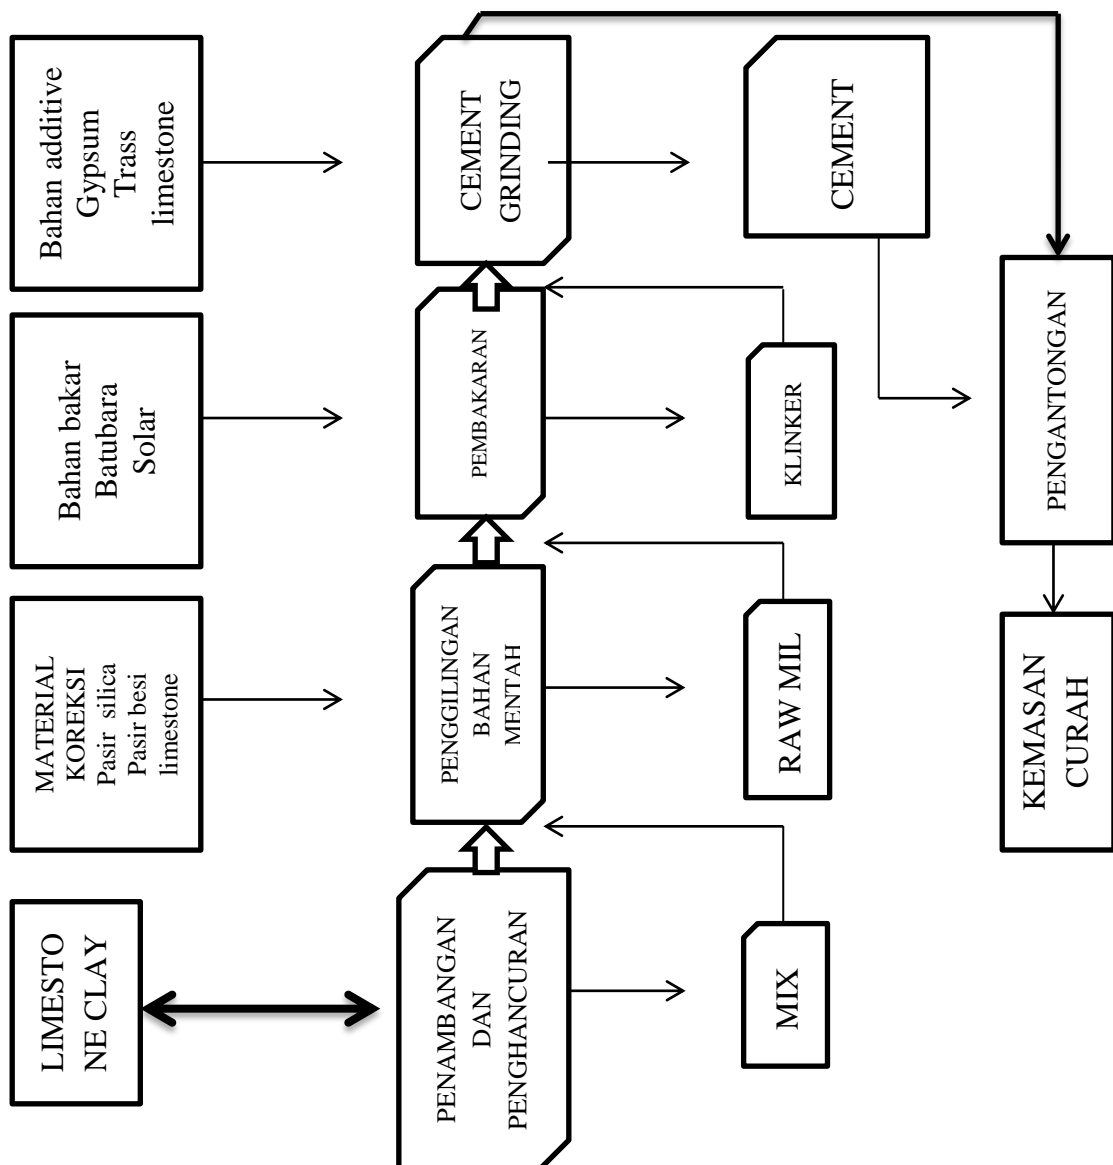 LIMESTO
NE CLAY
MATERIAL
KOREKSI
Pasir silica
Pasir besi
limestone
Bahan bakar
Batubara
Solar
Bahan additive
Gypsum
Trass
limestone
PENAMBANGAN
DAN
PENGHANCURAN
PENGGILINGAN
BAHAN
MENTAH
PEMBAKARAN
CEMENT
GRINDING
MIX
RAW MIL
KLINKER
CEMENT
KEMASAN
CURAH
PENGANTONGAN